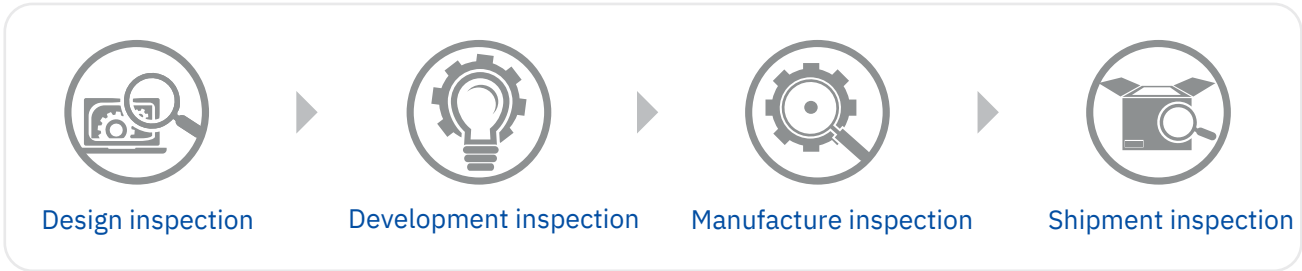 Design inspection
Development inspection
Manufacture inspection
Shipment inspection